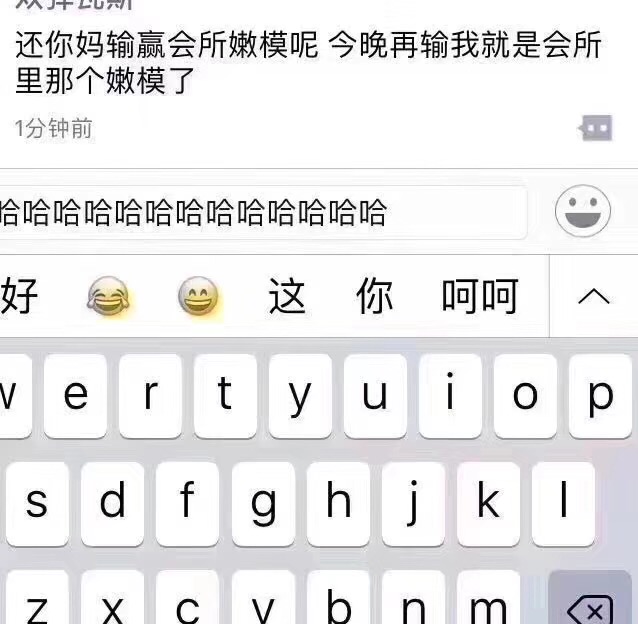 还你妈输赢会所嫩模呢 今晚再输我就是会所
里那个嫩模了
1分钟前
哈哈哈哈哈哈哈哈哈哈哈哈哈
好 😂 😄 这 你 呵呵
w e r t y u i o p
s d f g h j k l
z x c v b n m